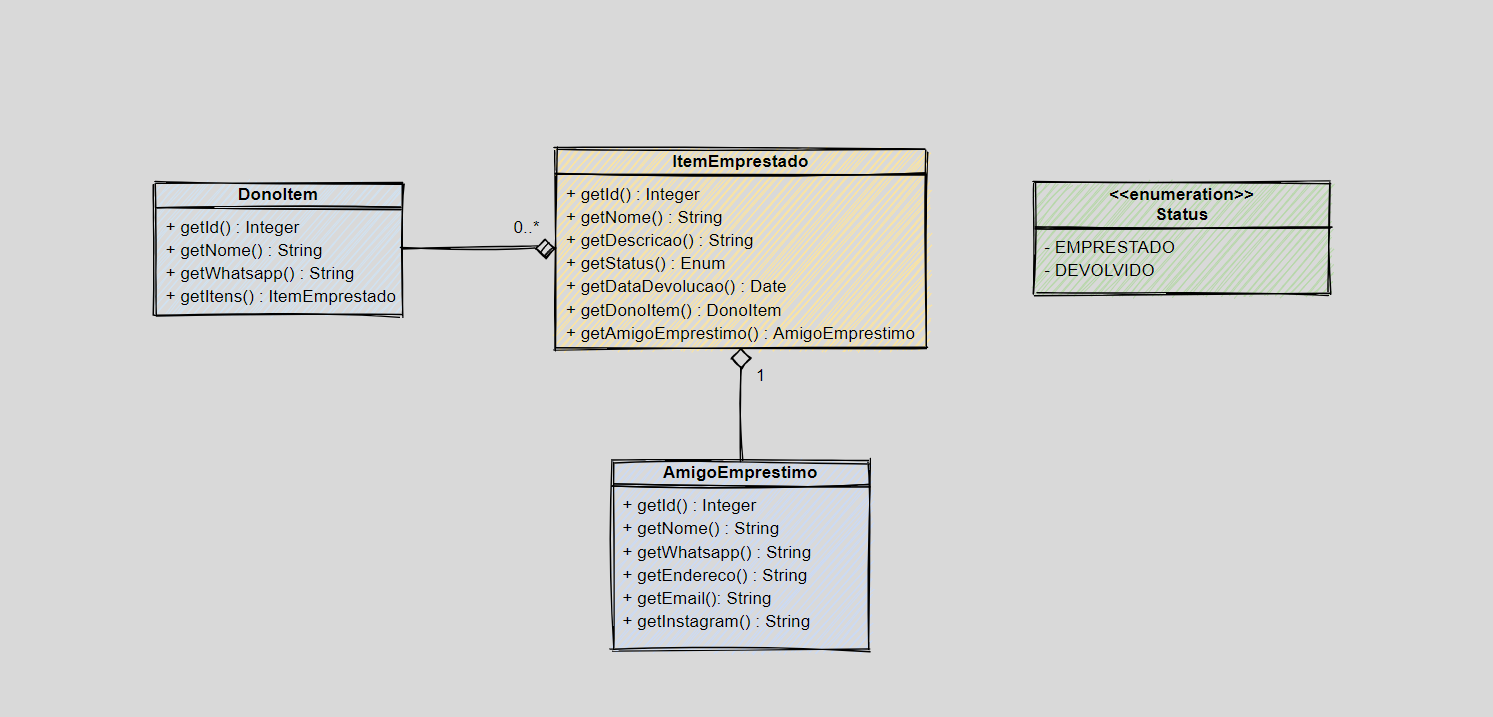 DonoItem
+ getId() : Integer
+ getNome() : String
+ getWhatsapp() : String
+ getItens() : ItemEmprestado
0..*
ItemEmprestado
+ getId() : Integer
+ getNome() : String
+ getDescricao() : String
+ getStatus() : Enum
+ getDataDevolucao() : Date
+ getDonoItem() : DonoItem
+ getAmigoEmprestimo() : AmigoEmprestimo
1
<<enumeration>>
Status
- EMPRESTADO
- DEVOLVIDO
AmigoEmprestimo
+ getId() : Integer
+ getNome() : String
+ getWhatsapp() : String
+ getEndereco() : String
+ getEmail(): String
+ getInstagram() : String